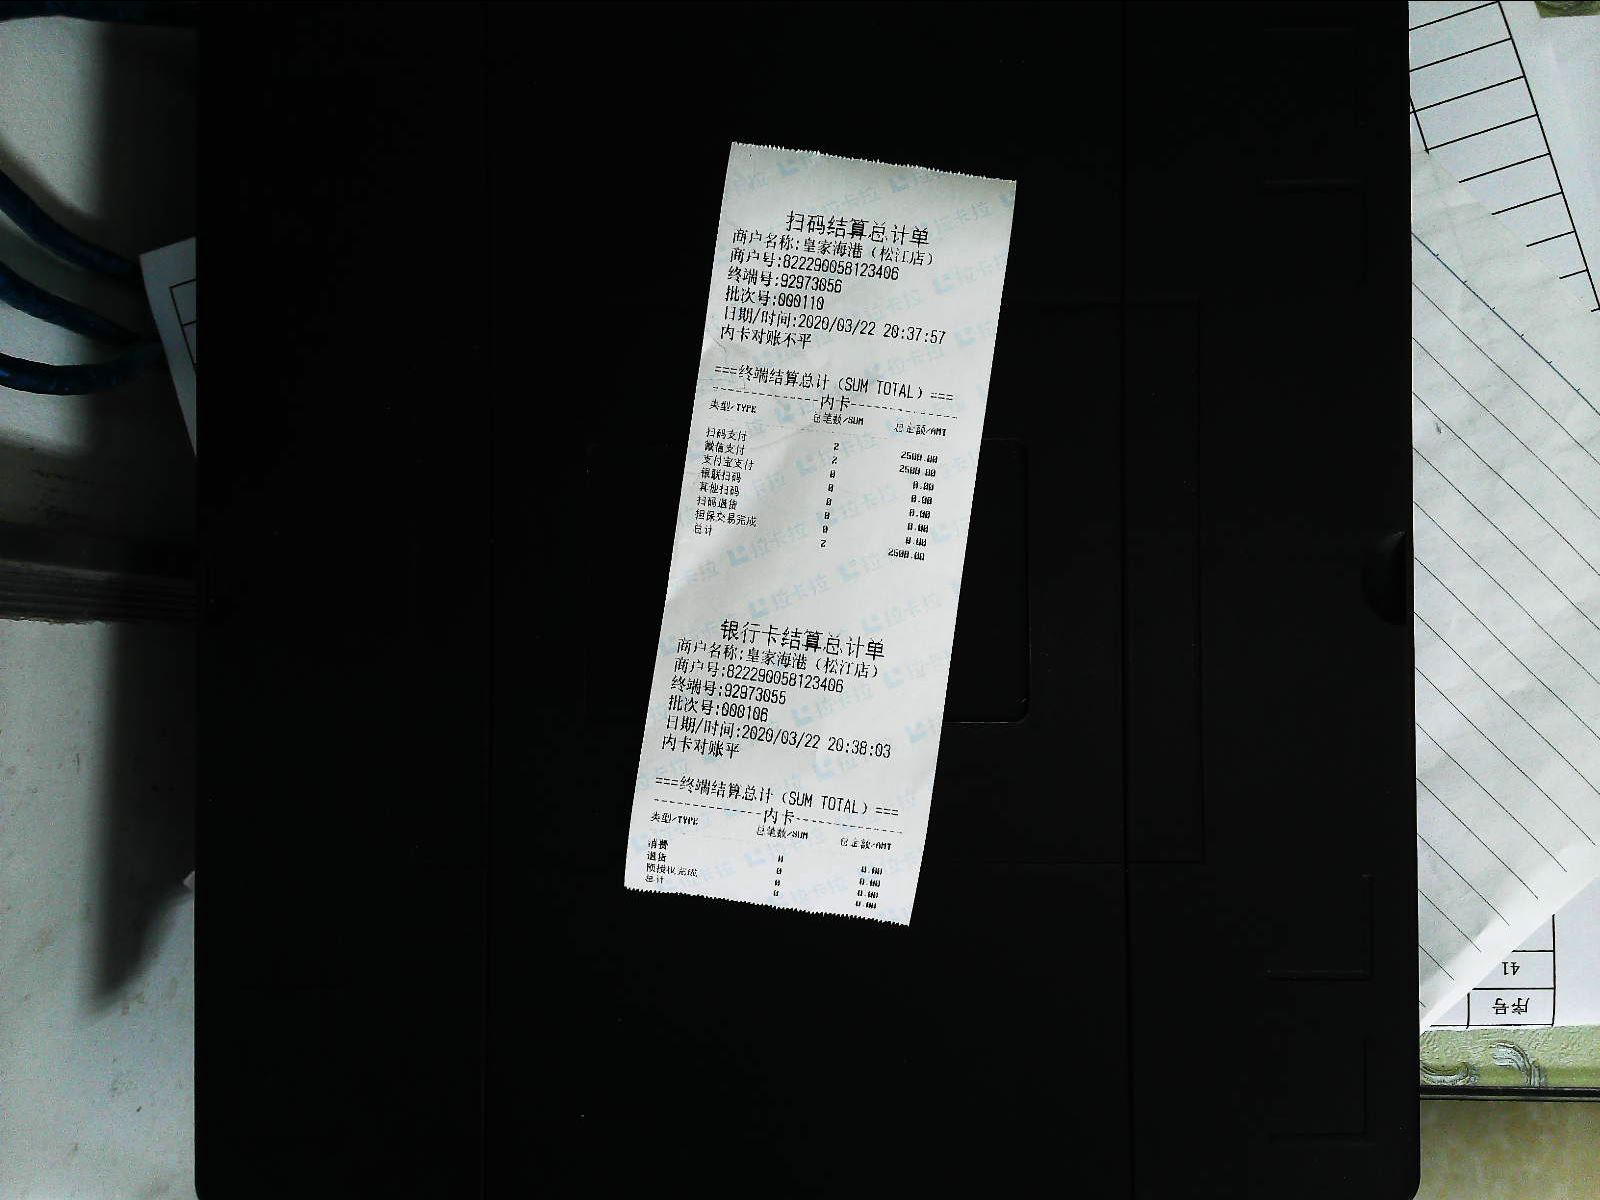 扫码结算总计单
商户名称:皇家海港（松江店）
商户号:822290058123406
终端号:92973056
批次号:000110
日期/时间:2020/03/22 20:37:57
内卡对账不平
===终端结算总计（SUM TOTAL）===
内卡
类型/TYPE 总笔数/SUM 总定额/AMT
扫码支付 2 2500.00
微信支付 2 2500.00
支付宝支付 0 0.00
银联扫码 0 0.00
其他扫码 0 0.00
扫码退货 0 0.00
担保交易完成 0 0.00
总计 2 2500.00
银行卡结算总计单
商户名称:皇家海港（松江店）
商户号:822290058123406
终端号:92973055
批次号:000106
日期/时间:2020/03/22 20:38:03
内卡对账平
===终端结算总计（SUM TOTAL）===
内卡
类型/TYPE 总笔数/SUM 总定额/AMT
消费 0 0.00
退货 0 0.00
预授权完成 0 0.00
总计 0 0.00
拉卡拉
41
序号